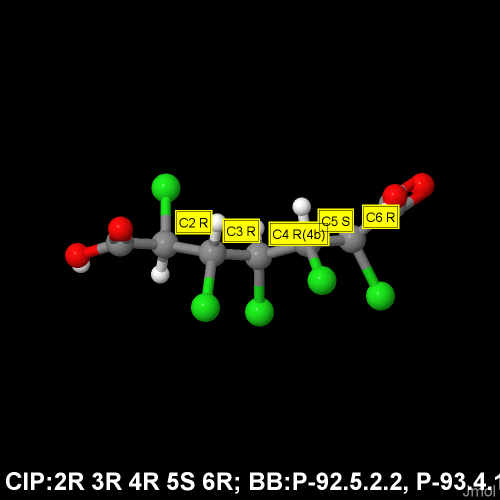 C2 R
C3 R
C4 R(4b)
C5 S
C6 R
CIP:2R 3R 4R 5S 6R; BB:P-92.5.2.2, P-93.4.1
Jmol